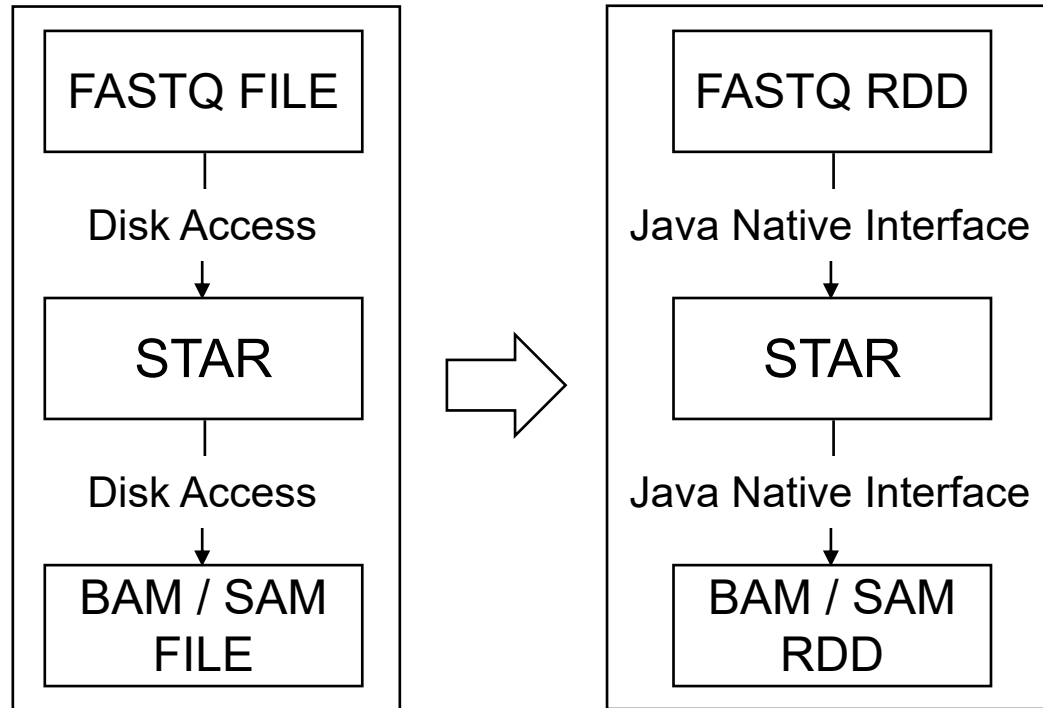 FASTQ FILE
Disk Access
STAR
Disk Access
BAM / SAM
FILE
FASTQ RDD
Java Native Interface
STAR
Java Native Interface
BAM / SAM
RDD